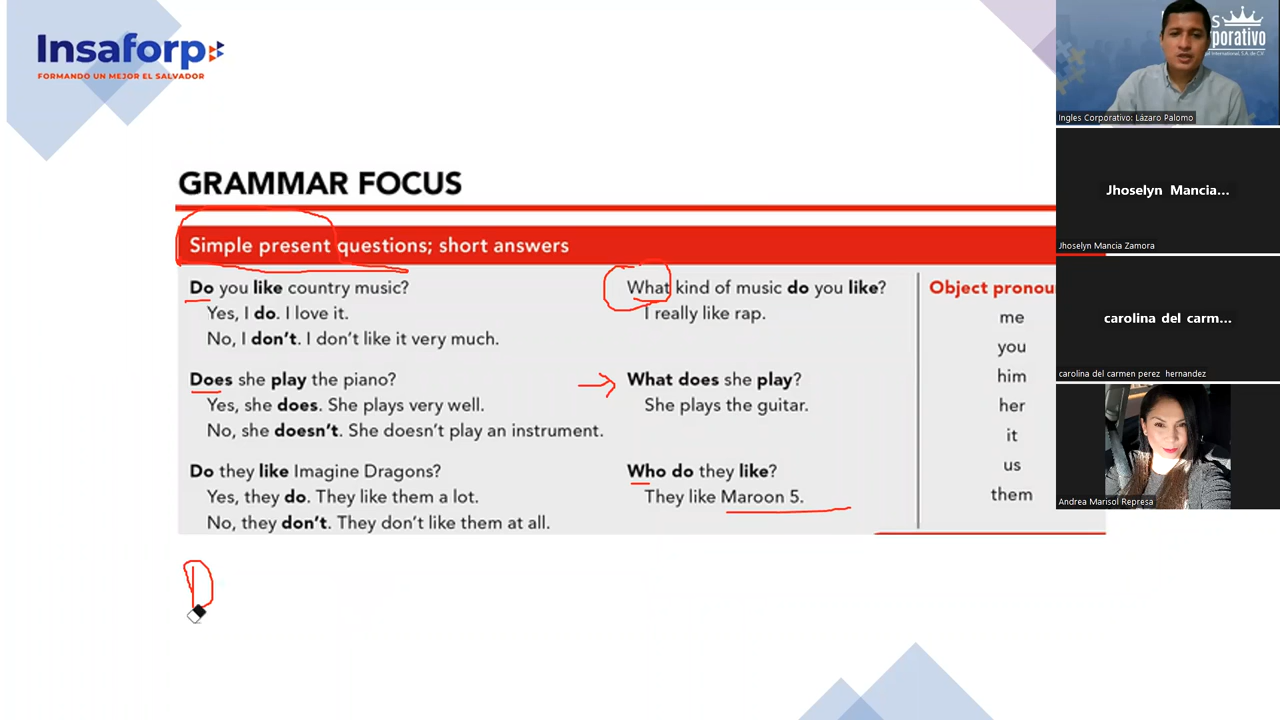 Insaforp
FORMANDO UN MEJOR EL SALVADOR
GRAMMAR FOCUS
Simple present questions; short answers
Do you like country music?
Yes, I do. I love it.
No, I don't. I don't like it very much.
Does she play the piano?
Yes, she does. She plays very well.
No, she doesn't. She doesn't play an instrument.
Do they like Imagine Dragons?
Yes, they do. They like them a lot.
No, they don't. They don't like them at all.
What kind of music do you like?
I really like rap.
What does she play?
She plays the guitar.
Who do they like?
They like Maroon 5.
Object pronou
me
you
him
her
it
us
them
D
Ingles Corporativo: Lázaro Palomo
Jhoselyn Mancia...
Jhoselyn Mancia Zamora
carolina del carm...
carolina del carmen perez hernandez
Andrea Marisol Represa